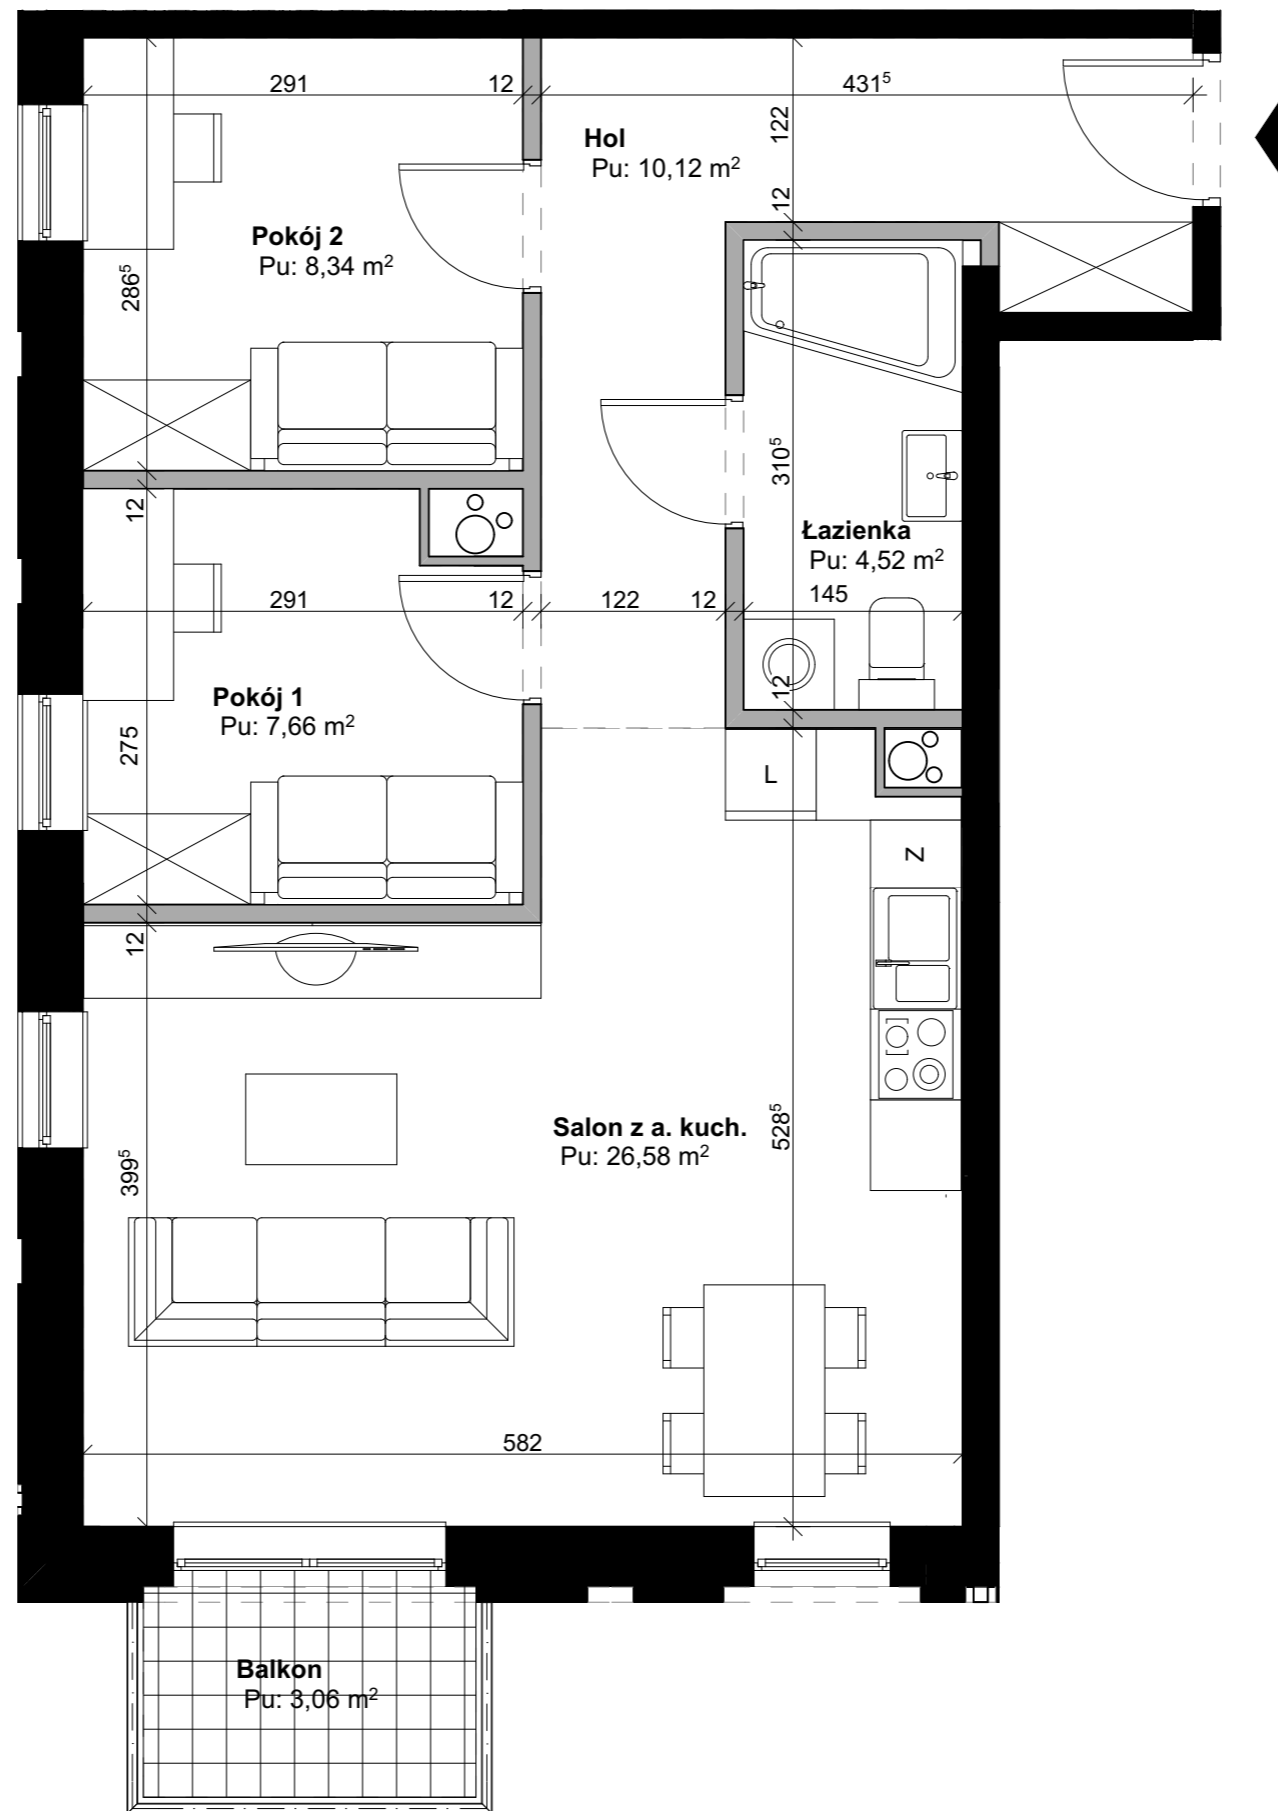 291
12
431⁵
122
Hol
Pu: 10,12 m²
12
Pokój 2
Pu: 8,34 m²
286⁵
310⁵
12
Łazienka
Pu: 4,52 m²
291
12
122
12
145
Pokój 1
Pu: 7,66 m²
12
275
L
Z
12
Salon z a. kuch.
Pu: 26,58 m²
528⁵
399⁵
582
Balkon
Pu: 3,06 m²